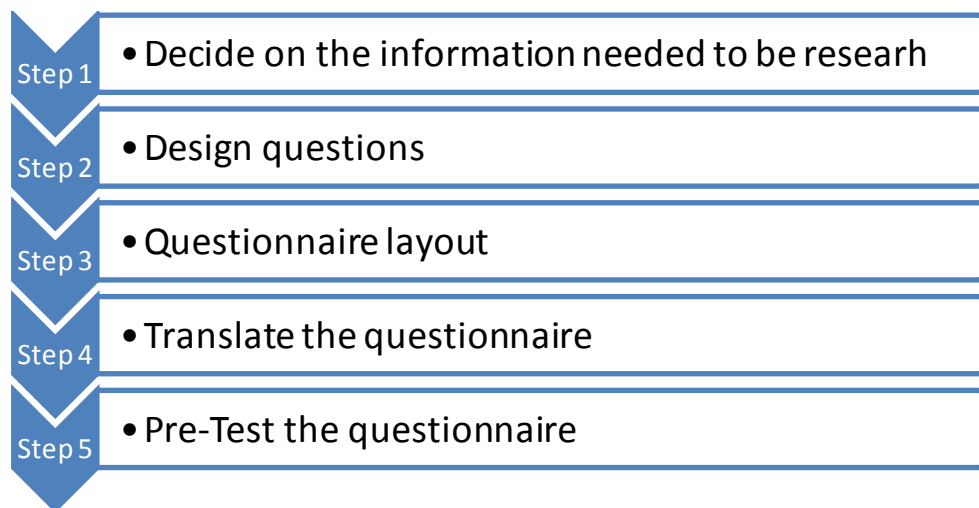 Step 1
• Decide on the information needed to be researh
Step 2
• Design questions
Step 3
• Questionnaire layout
Step 4
• Translate the questionnaire
Step 5
• Pre-Test the questionnaire